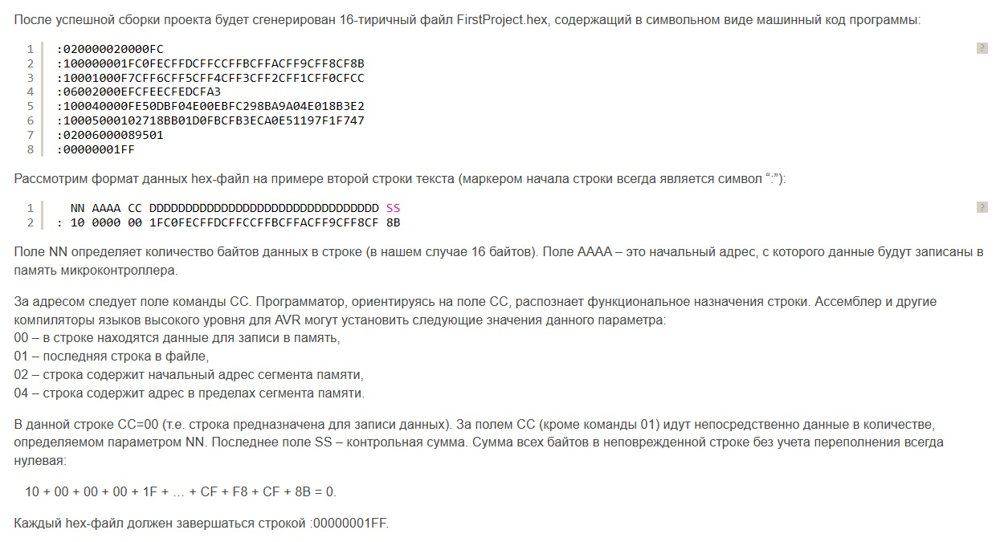 После успешной сборки проекта будет сгенерирован 16-тиричный файл FirstProject.hex, содержащий в символьном виде машинный код программы:
1 :020000020000FC
2 :100000001FC0FECFFDCFFCCFFBCFFACFF9CFF8CF8B
3 :10001000F7CFF6CFF5CFF4CFF3CFF2CFF1CFF0CFCC
4 :06002000EFCFEECFEDCFA3
5 :100040000FE50DBF04E00EBFC298BA9A04E018B3E2
6 :10005000102718BB01D0FBCFB3ECA0E51197F1F747
7 :02006000089501
8 :00000001FF
?
Рассмотрим формат данных hex-файл на примере второй строки текста (маркером начала строки всегда является символ “:”):
1 NN AAAA CC DDDDDDDDDDDDDDDDDDDDDDDDDDDDDDDD SS
2 : 10 0000 00 1FC0FECFFDCFFCCFFBCFFACFF9CFF8CF 8B
?
Поле NN определяет количество байтов данных в строке (в нашем случае 16 байтов). Поле AAAA – это начальный адрес, с которого данные будут записаны в
память микроконтроллера.
За адресом следует поле команды CC. Программатор, ориентируясь на поле CC, распознает функциональное назначения строки. Ассемблер и другие
компиляторы языков высокого уровня для AVR могут установить следующие значения данного параметра:
00 – в строке находятся данные для записи в память,
01 – последняя строка в файле,
02 – строка содержит начальный адрес сегмента памяти,
04 – строка содержит адрес в пределах сегмента памяти.
В данной строке CC=00 (т.е. строка предназначена для записи данных). За полем CC (кроме команды 01) идут непосредственно данные в количестве,
определяемом параметром NN. Последнее поле SS – контрольная сумма. Сумма всех байтов в неповрежденной строке без учета переполнения всегда
нулевая:
10 + 00 + 00 + 00 + 1F + … + CF + F8 + CF + 8B = 0.
Каждый hex-файл должен завершаться строкой :00000001FF.